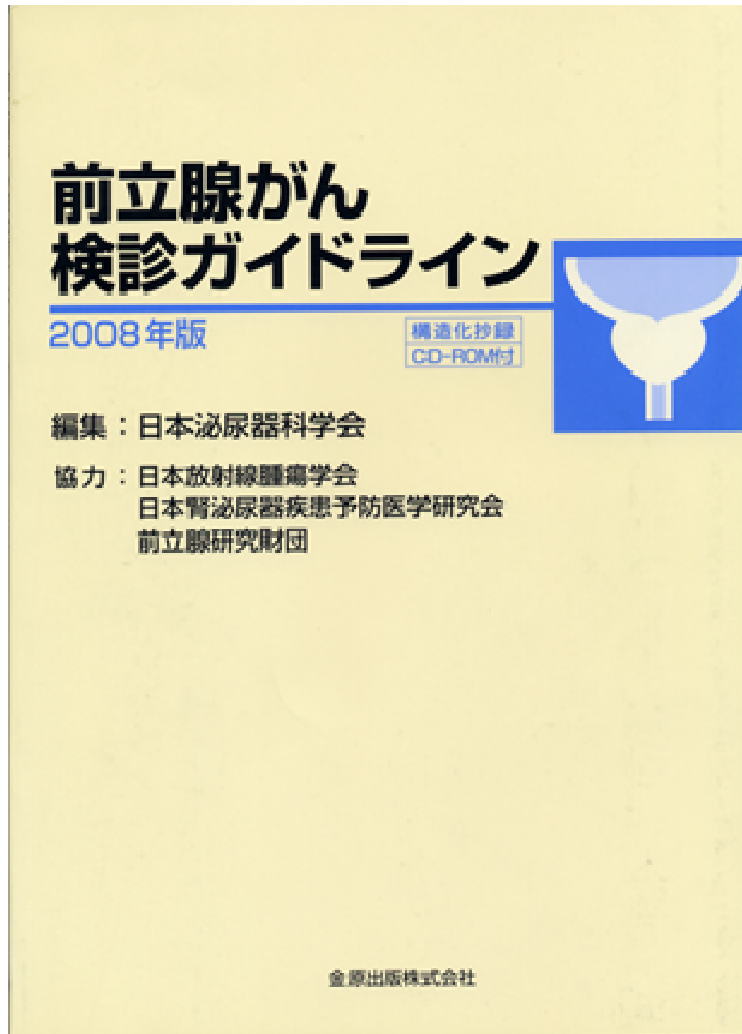 前立腺がん
検診ガイドライン
2008年版
構造化抄録
CD-ROM付
編集：日本泌尿器科学会
協力：日本放射線腫瘍学会
日本腎泌尿器疾患予防医学研究会
前立腺研究財団
金原出版株式会社